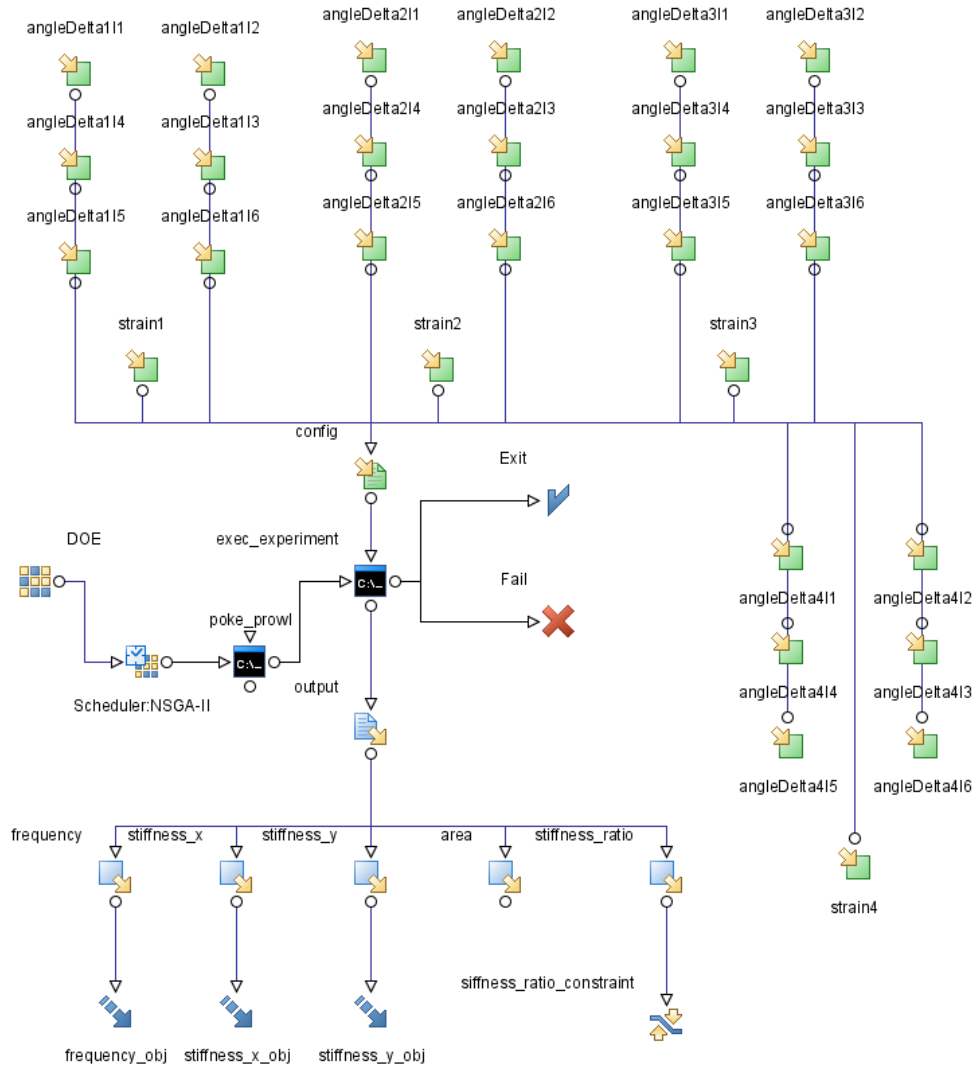 angleDelta1l1 angleDelta1l2 angleDelta2l1 angleDelta2l2 angleDelta3l1 angleDelta3l2
angleDelta1l4 angleDelta1l3 angleDelta2l4 angleDelta2l3 angleDelta3l4 angleDelta3l3
angleDelta1l5 angleDelta1l6 angleDelta2l5 angleDelta2l6 angleDelta3l5 angleDelta3l6
strain1 strain2 strain3
config
Exit
DOE exec_experiment
Fail
angleDelta4l1 angleDelta4l2
poke_prowl
output
angleDelta4l4 angleDelta4l3
Scheduler:NSGA-II
angleDelta4l5 angleDelta4l6
frequency stiffness_x stiffness_y area stiffness_ratio
strain4
siffness_ratio_constraint
frequency_obj stiffness_x_obj stiffness_y_obj
C:\_
C:\_